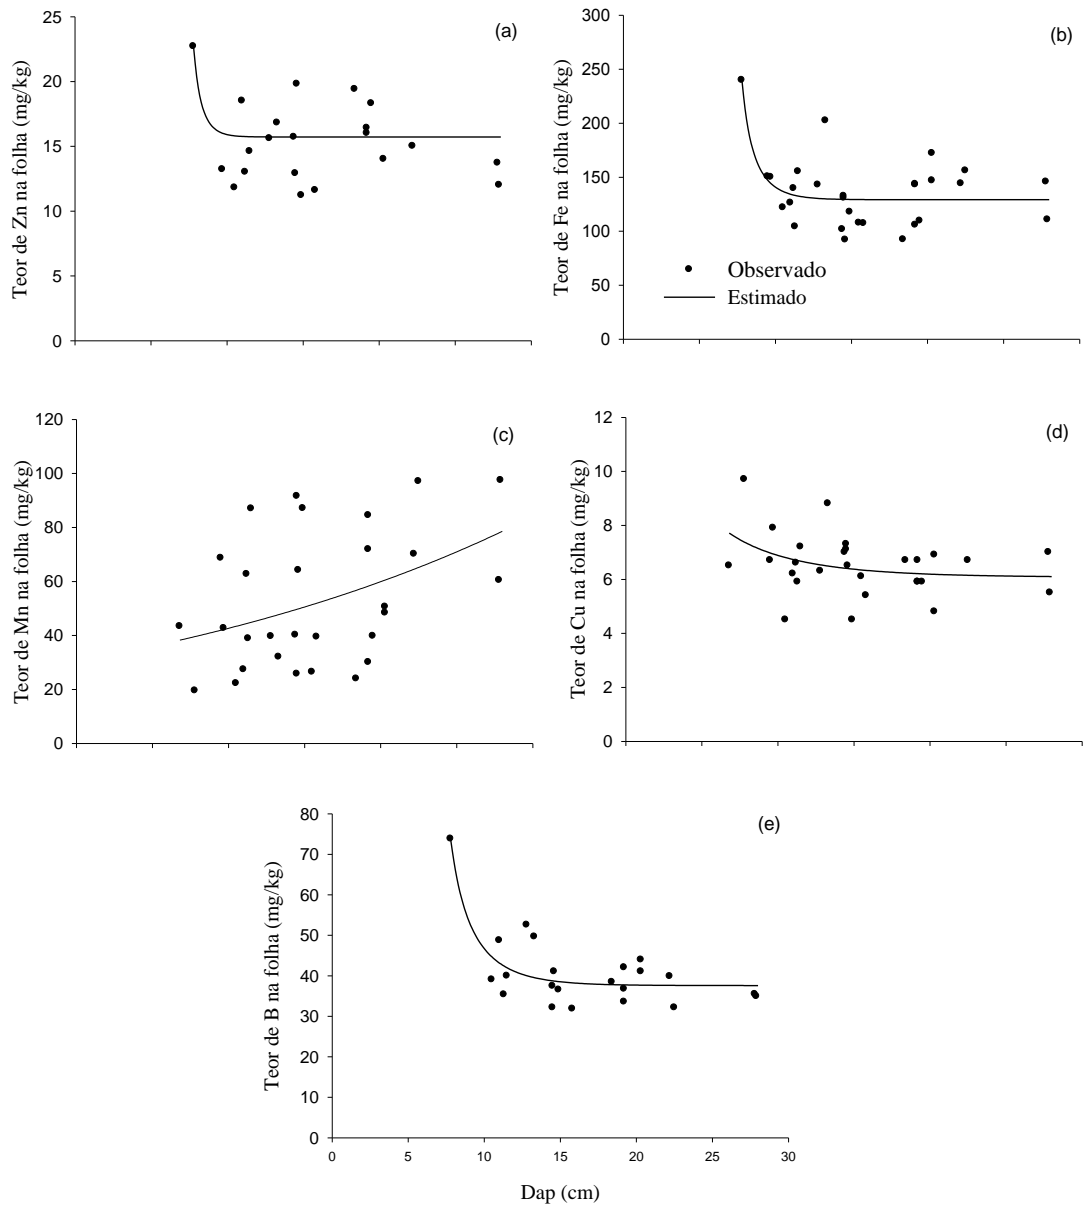 (a)
Teor de Zn na folha (mg/kg)
25
20
15
10
5
0
(b)
Teor de Fe na folha (mg/kg)
300
250
200
150
100
50
0
Observado
Estimado
(c)
Teor de Mn na folha (mg/kg)
120
100
80
60
40
20
0
(d)
Teor de Cu na folha (mg/kg)
12
10
8
6
4
2
0
(e)
Teor de B na folha (mg/kg)
80
70
60
50
40
30
20
10
0
0 5 10 15 20 25 30
Dap (cm)